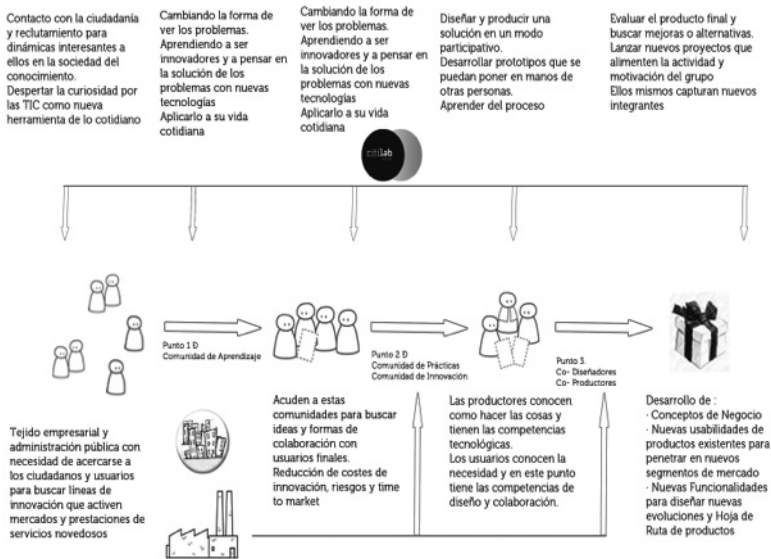 Contacto con la ciudadanía
y reclutamiento para
dinámicas interesantes a
ellos en la sociedad del
conocimiento.
Despertar la curiosidad por
las TIC como nueva
herramienta de lo cotidiano
Cambiando la forma de
ver los problemas.
Aprendiendo a ser
innovadores y a pensar en
la solución de los
problemas con nuevas
tecnologías
Aplicarlo a su vida
cotidiana
Cambiando la forma de
ver los problemas.
Aprendiendo a ser
innovadores y a pensar en
la solución de los
problemas con nuevas
tecnologías
Aplicarlo a su vida
cotidiana
Diseñar y producir una
solución en un modo
participativo.
Desarrollar prototipos que se
puedan poner en manos de
otras personas.
Aprender del proceso
Evaluar el producto final y
buscar mejoras o alternativas.
Lanzar nuevos proyectos que
alimenten la actividad y
motivación del grupo
Ellos mismos capturan nuevos
integrantes
citilab
Punto 1 Ð
Comunidad de Aprendizaje
Punto 2 Ð
Comunidad de Prácticas
Comunidad de Innovación
Punto 3.
Co- Diseñadores
Co- Productores
Tejido empresarial y
administración pública con
necesidad de acercarse a
los ciudadanos y usuarios
para buscar líneas de
innovación que activen
mercados y prestaciones de
servicios novedosos
Acuden a estas
comunidades para buscar
ideas y formas de
colaboración con
usuarios finales.
Reducción de costes de
innovación, riesgos y time
to market
Las productores conocen
como hacer las cosas y
tienen las competencias
tecnológicas.
Los usuarios conocen la
necesidad y en este punto
tiene las competencias de
diseño y colaboración.
Desarrollo de :
· Conceptos de Negocio
· Nuevas usabilidades de
productos existentes para
penetrar en nuevos
segmentos de mercado
· Nuevas Funcionalidades
para diseñar nuevas
evoluciones y Hoja de
Ruta de productos